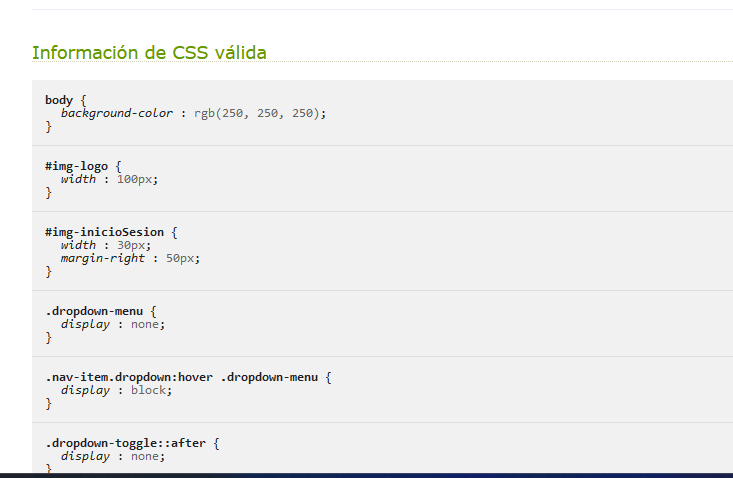 Información de CSS válida
body {
background-color : rgb(250, 250, 250);
}
#img-logo {
width : 100px;
}
#img-inicioSesion {
width : 30px;
margin-right : 50px;
}
.dropdown-menu {
display : none;
}
.nav-item.dropdown:hover .dropdown-menu {
display : block;
}
.dropdown-toggle::after {
display : none;
}